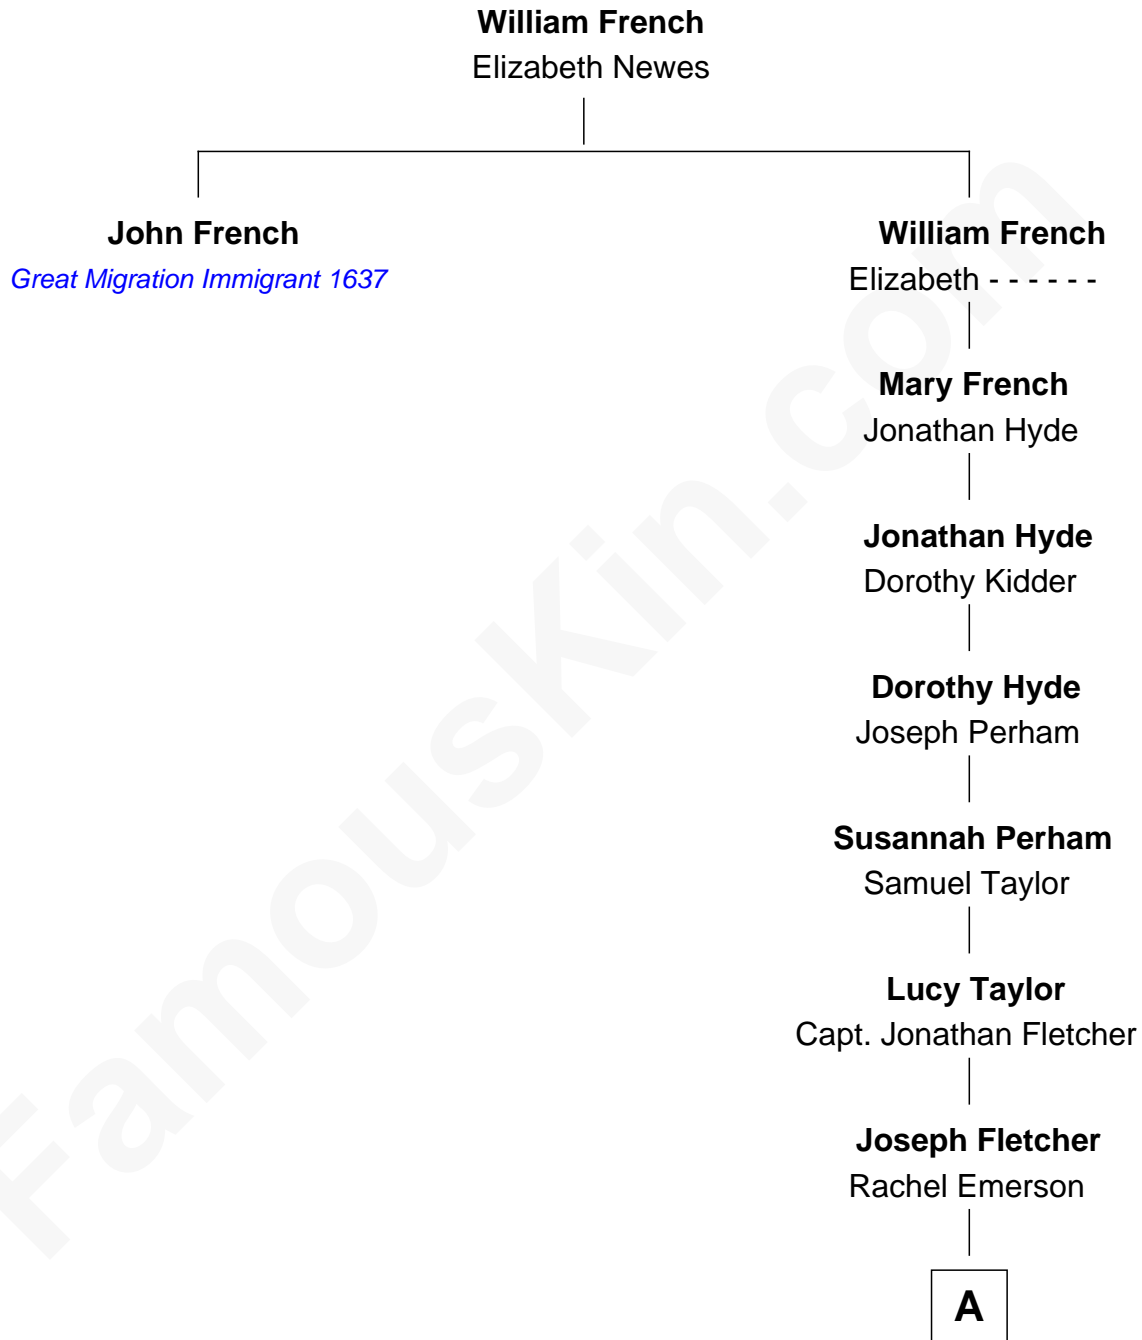 William French
Elizabeth Newes
John French
Great Migration Immigrant 1637
William French
Elizabeth - - - - - -
Mary French
Jonathan Hyde
Jonathan Hyde
Dorothy Kidder
Dorothy Hyde
Joseph Perham
Susannah Perham
Samuel Taylor
Lucy Taylor
Capt. Jonathan Fletcher
Joseph Fletcher
Rachel Emerson
A
FamousKin.com